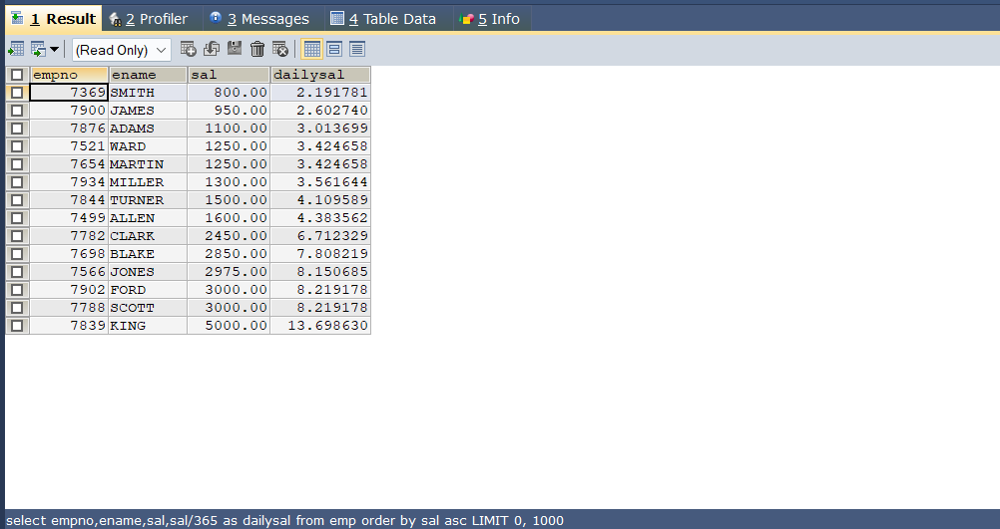 1 Result 2 Profiler 3 Messages 4 Table Data 5 Info
(Read Only)
empno ename sal dailysal
7369 SMITH 800.00 2.191781
7900 JAMES 950.00 2.602740
7876 ADAMS 1100.00 3.013699
7521 WARD 1250.00 3.424658
7654 MARTIN 1250.00 3.424658
7934 MILLER 1300.00 3.561644
7844 TURNER 1500.00 4.109589
7499 ALLEN 1600.00 4.383562
7782 CLARK 2450.00 6.712329
7698 BLAKE 2850.00 7.808219
7566 JONES 2975.00 8.150685
7902 FORD 3000.00 8.219178
7788 SCOTT 3000.00 8.219178
7839 KING 5000.00 13.698630
select empno,ename,sal,sal/365 as dailysal from emp order by sal asc LIMIT 0, 1000